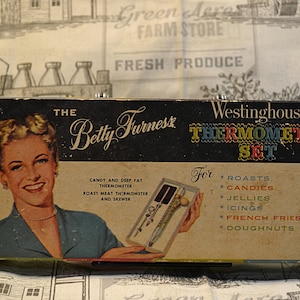 Green Acres
FARM STORE
FRESH PRODUCE
THE
Betty Furness
Westinghouse
THERMOMETER
SET
CANDY AND DEEP FAT
THERMOMETER
ROAST MEAT THERMOMETER
AND SKEWER
For
ROASTS
CANDIES
JELLIES
ICINGS
FRENCH FRIES
DOUGHNUTS